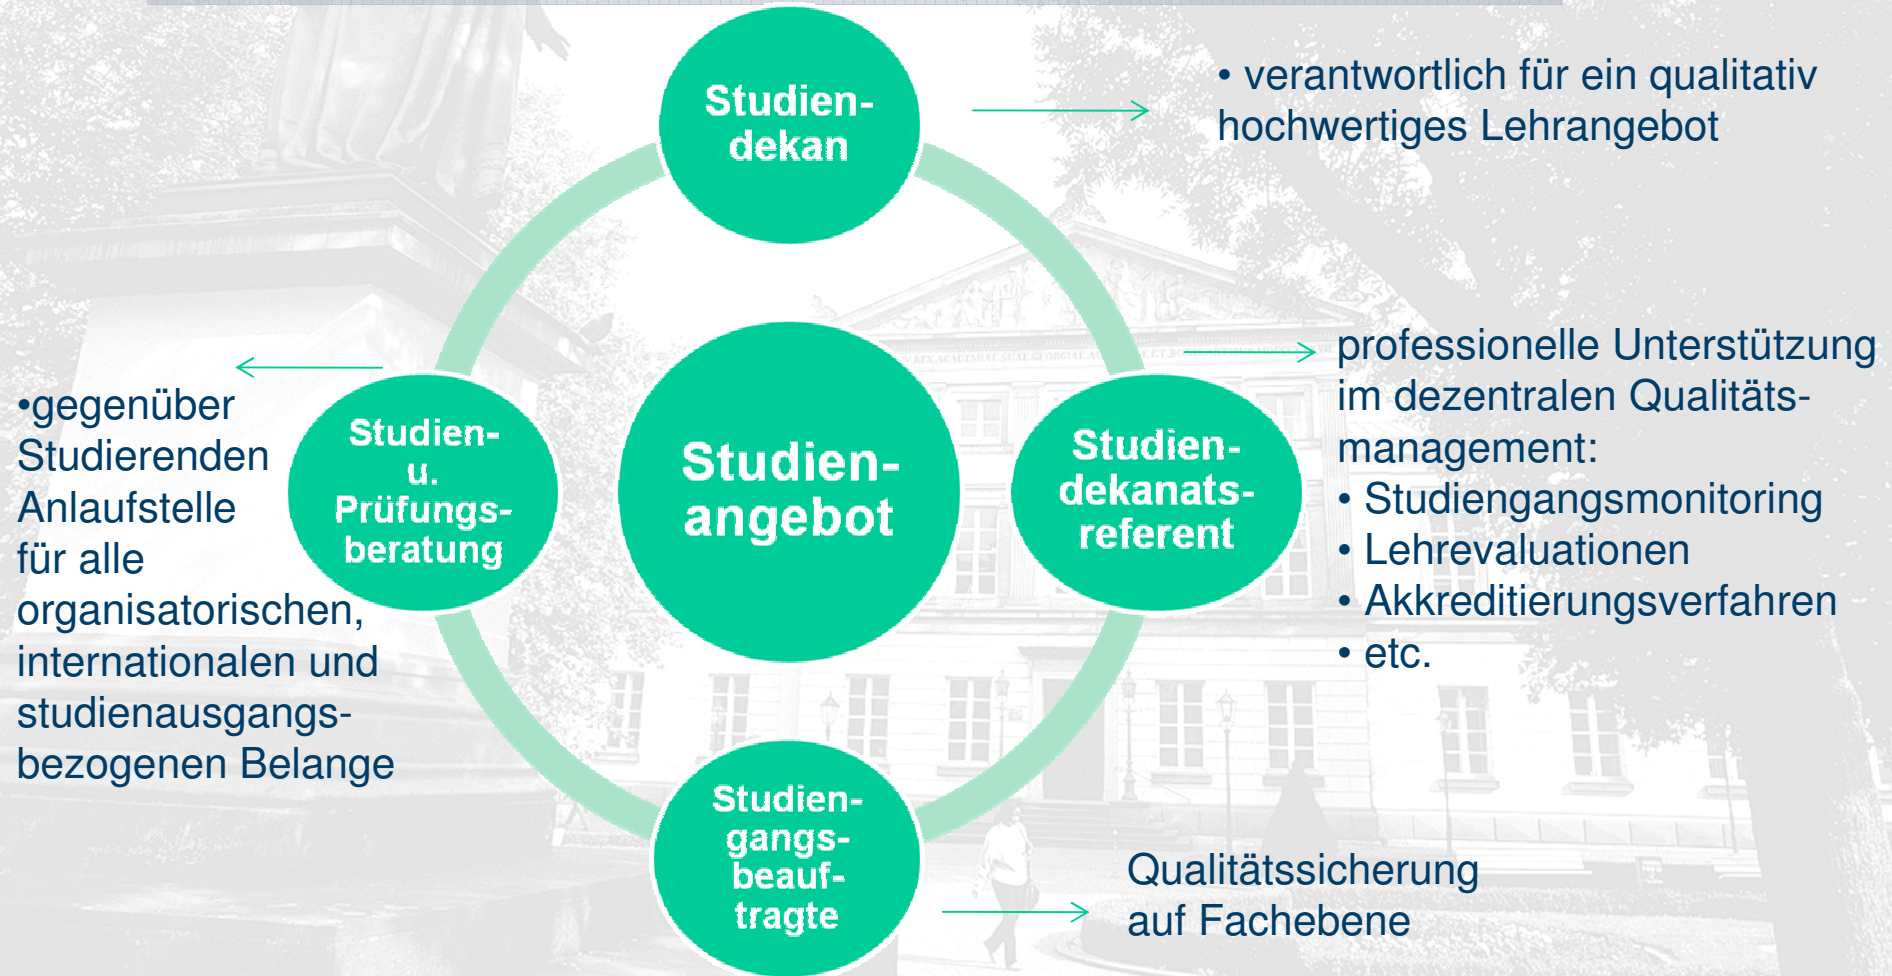 Studien-
dekan
• verantwortlich für ein qualitativ
hochwertiges Lehrangebot
Studien-
angebot
Studien-
dekanats-
referent
professionelle Unterstützung
im dezentralen Qualitäts-
management:
• Studiengangsmonitoring
• Lehrevaluationen
• Akkreditierungsverfahren
• etc.
Studien-
gangs-
beauf-
tragte
Qualitätssicherung
auf Fachebene
Studien-
u.
Prüfungs-
beratung
•gegenüber
Studierenden
Anlaufstelle
für alle
organisatorischen,
internationalen und
studienausgangs-
bezogenen Belange